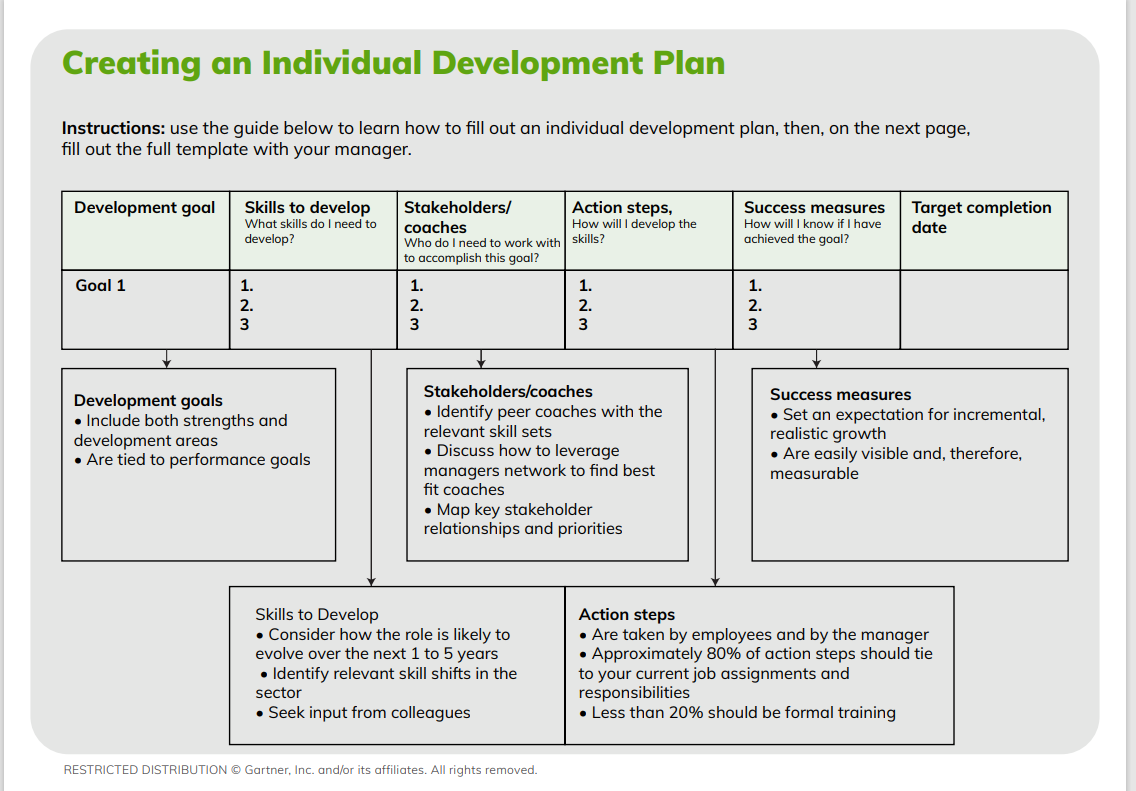 Creating an Individual Development Plan
Instructions: use the guide below to learn how to fill out an individual development plan, then, on the next page,
fill out the full template with your manager.
Development goal
Skills to develop
What skills do I need to
develop?
Stakeholders/
coaches
Who do I need to work with
to accomplish this goal?
Action steps,
How will I develop the
skills?
Success measures
How will I know if I have
achieved the goal?
Target completion
date
Goal 1
1.
2.
3
1.
2.
3
1.
2.
3
1.
2.
3
Development goals
• Include both strengths and
development areas
• Are tied to performance goals
Stakeholders/coaches
• Identify peer coaches with the
relevant skill sets
• Discuss how to leverage
managers network to find best
fit coaches
• Map key stakeholder
relationships and priorities
Success measures
• Set an expectation for incremental,
realistic growth
• Are easily visible and, therefore,
measurable
Skills to Develop
• Consider how the role is likely to
evolve over the next 1 to 5 years
• Identify relevant skill shifts in the
sector
• Seek input from colleagues
Action steps
• Are taken by employees and by the manager
• Approximately 80% of action steps should tie
to your current job assignments and
responsibilities
• Less than 20% should be formal training
RESTRICTED DISTRIBUTION © Gartner, Inc. and/or its affiliates. All rights removed.